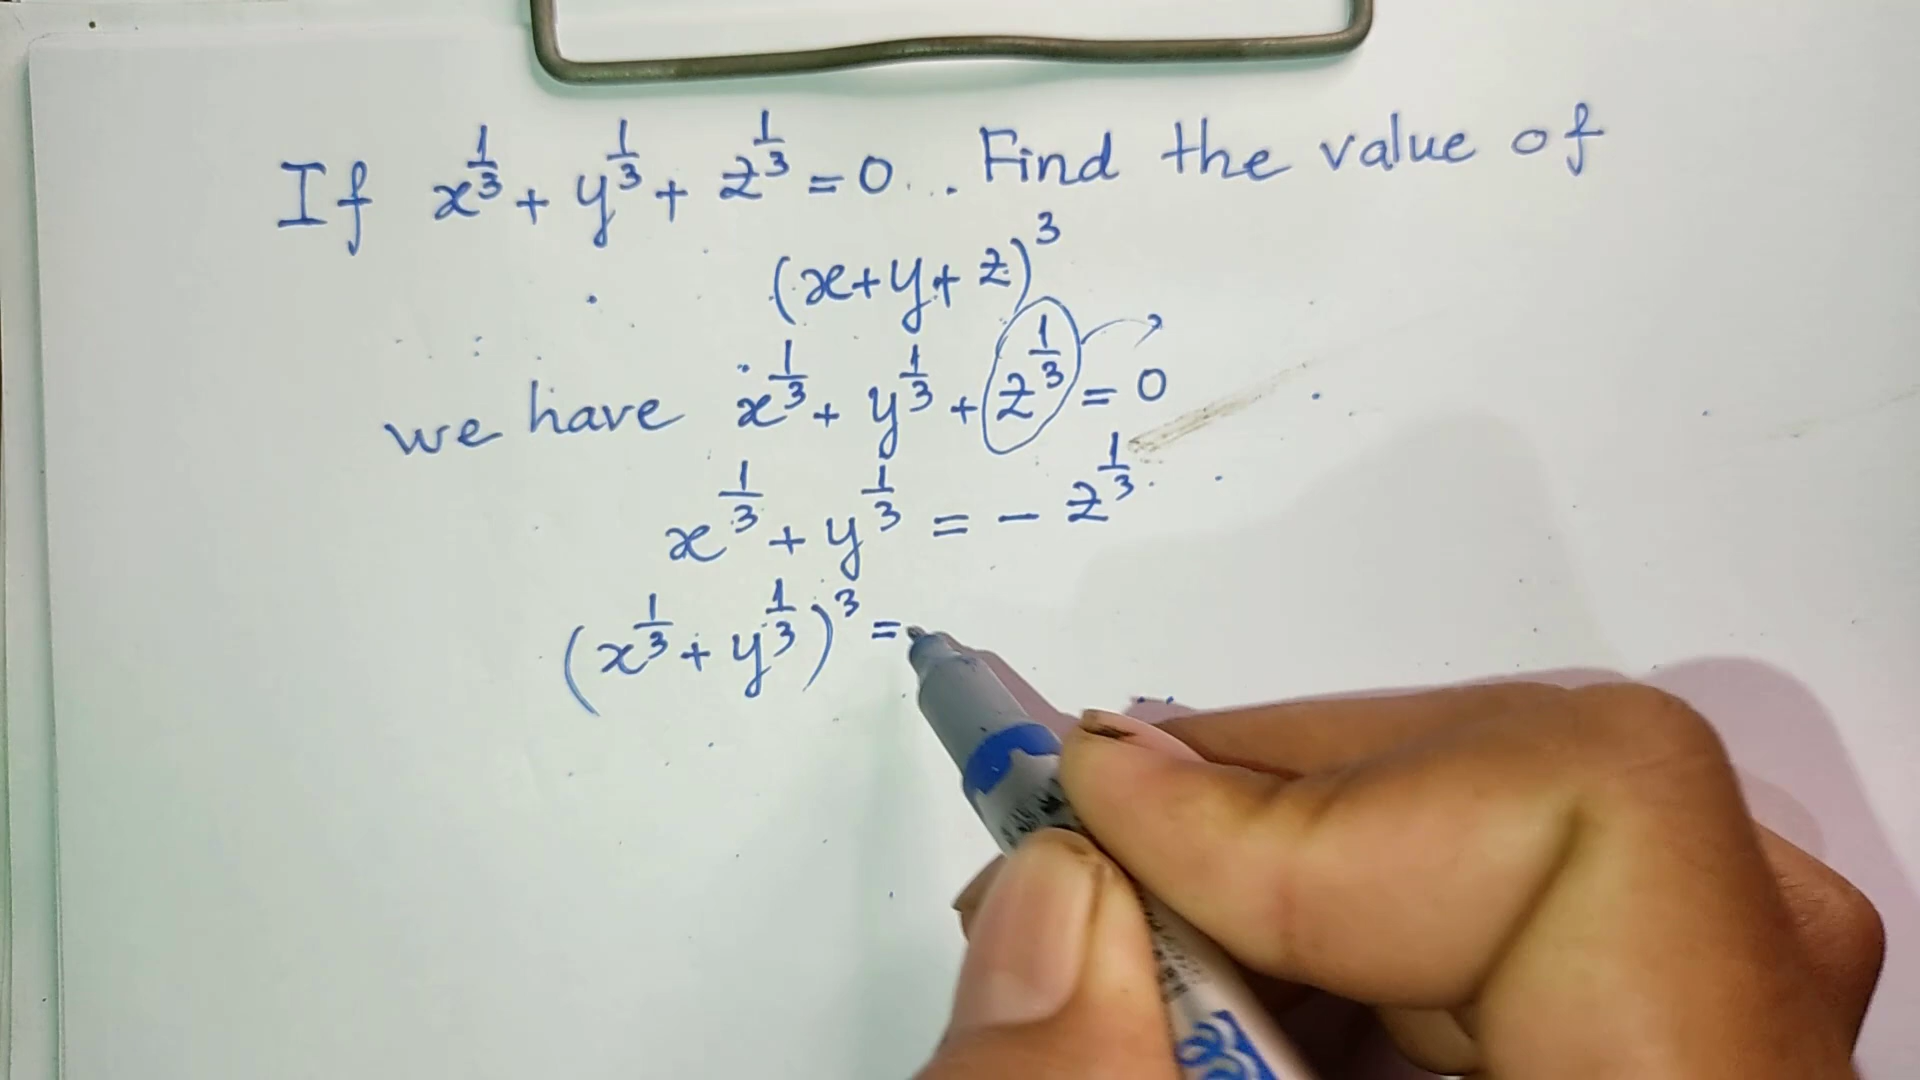 If x^{1/3} + y^{1/3} + z^{1/3} = 0... Find the value of
(x+y+z)^3
we have x^{1/3} + y^{1/3} + z^{1/3} = 0
x^{1/3} + y^{1/3} = - z^{1/3}
(x^{1/3} + y^{1/3})^3 =